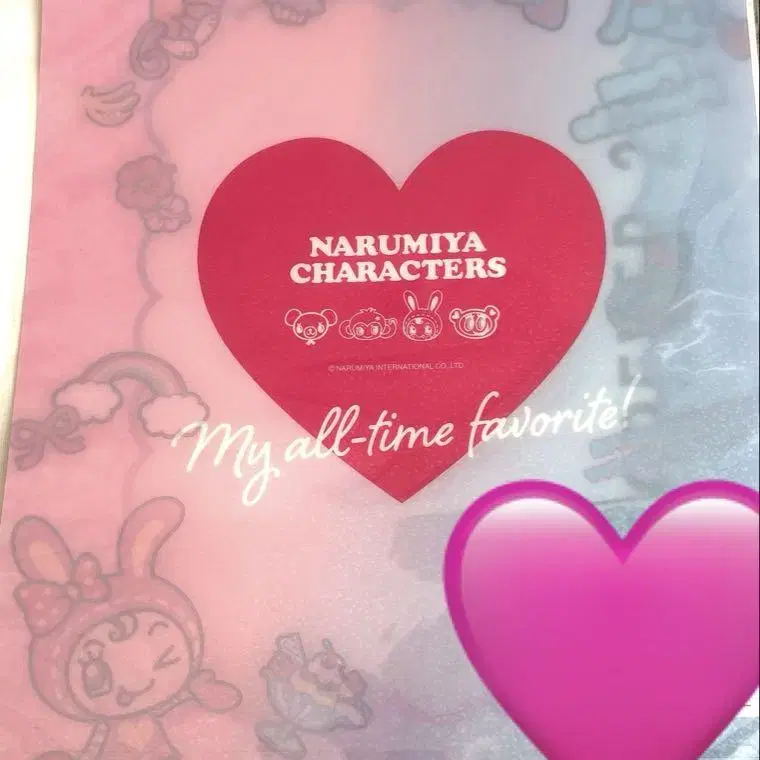 NARUMIYA
CHARACTERS
©NARUMIYA INTERNATIONAL CO.,LTD.
My all-time favorite!